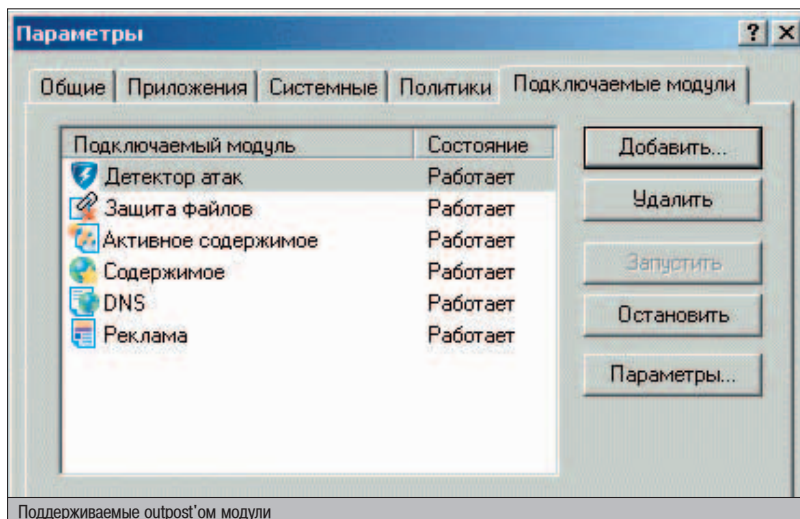 Параметры
Общие Приложения Системные Политики Подключаемые модули
Подключаемый модуль Состояние
Детектор атак Работает
Защита файлов Работает
Активное содержимое Работает
Содержимое Работает
DNS Работает
Реклама Работает
Добавить...
Удалить
Запустить
Остановить
Параметры...
Поддерживаемые outpost'ом модули